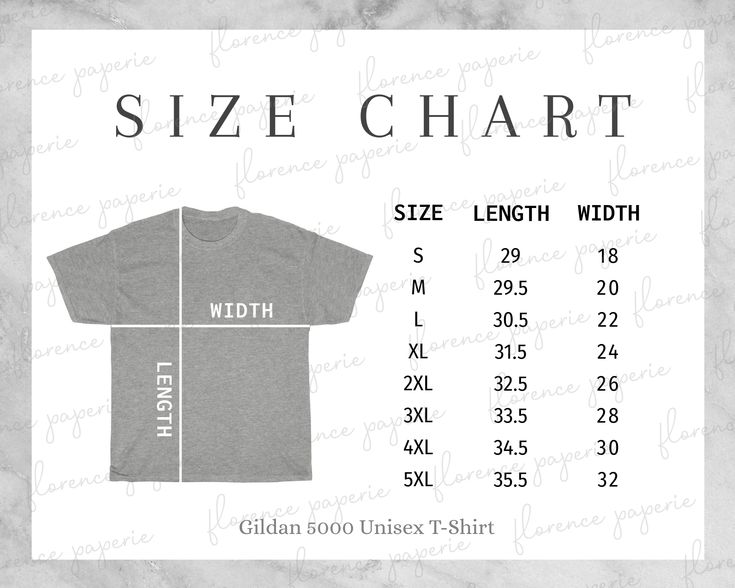 SIZE CHART
SIZE LENGTH WIDTH
S 29 18
M 29.5 20
L 30.5 22
XL 31.5 24
2XL 32.5 26
3XL 33.5 28
4XL 34.5 30
5XL 35.5 32
WIDTH
LENGTH
Gildan 5000 Unisex T-Shirt
florence paperie